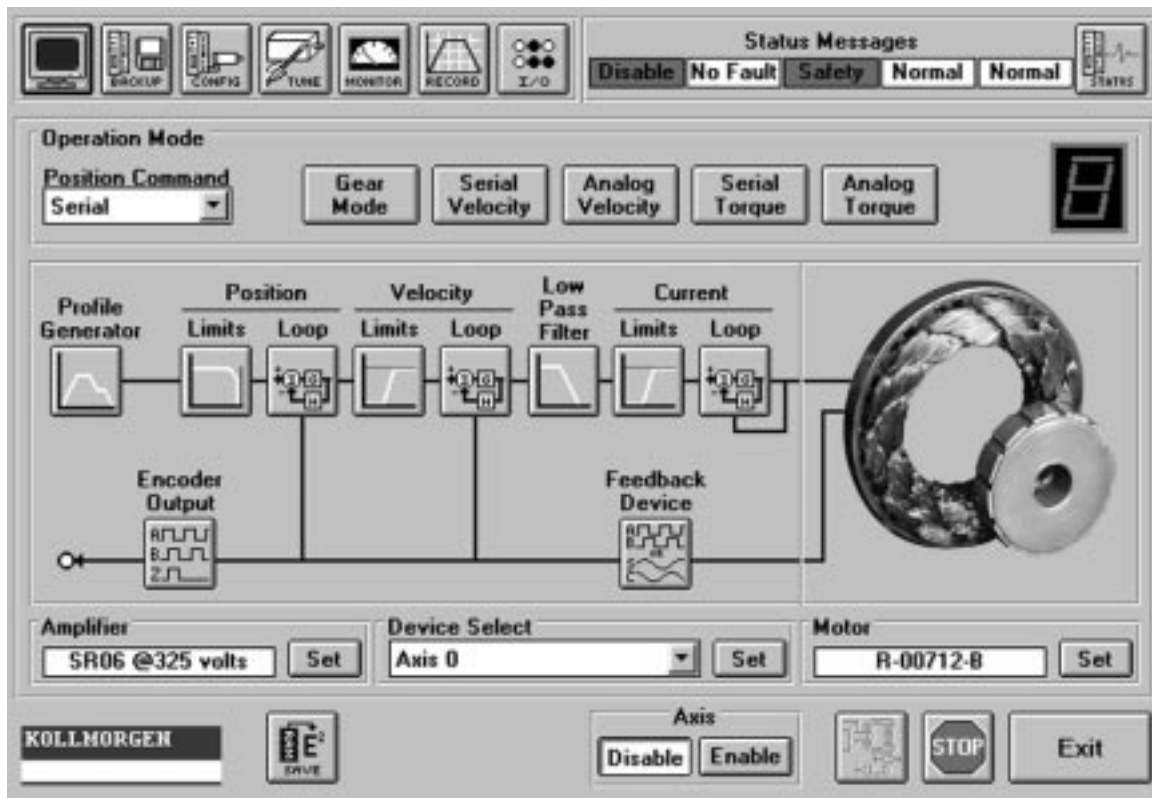 BACKUP
CONFIG
TUNE
MONITOR
RECORD
I/O
Status Messages
Disable No Fault Safety Normal Normal
STATUS
Operation Mode
Position Command
Serial
Gear Mode
Serial Velocity
Analog Velocity
Serial Torque
Analog Torque
8
Profile Generator
Position
Limits Loop
Velocity
Limits Loop
Low Pass Filter
Current
Limits Loop
I G
H
I G
H
I G
H
Encoder Output
A
B
Z
Feedback Device
A
B
OR
S
C
Amplifier
SR06 @325 volts
Set
Device Select
Axis 0
Set
Motor
R-00712-B
Set
KOLLMORGEN
E²
SAVE
Axis
Disable Enable
STOP
Exit